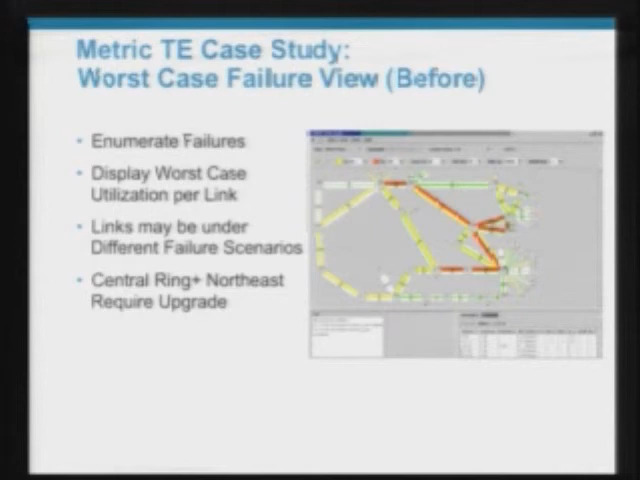 Metric TE Case Study:
Worst Case Failure View (Before)
• Enumerate Failures
• Display Worst Case
Utilization per Link
• Links may be under
Different Failure Scenarios
• Central Ring+ Northeast
Require Upgrade